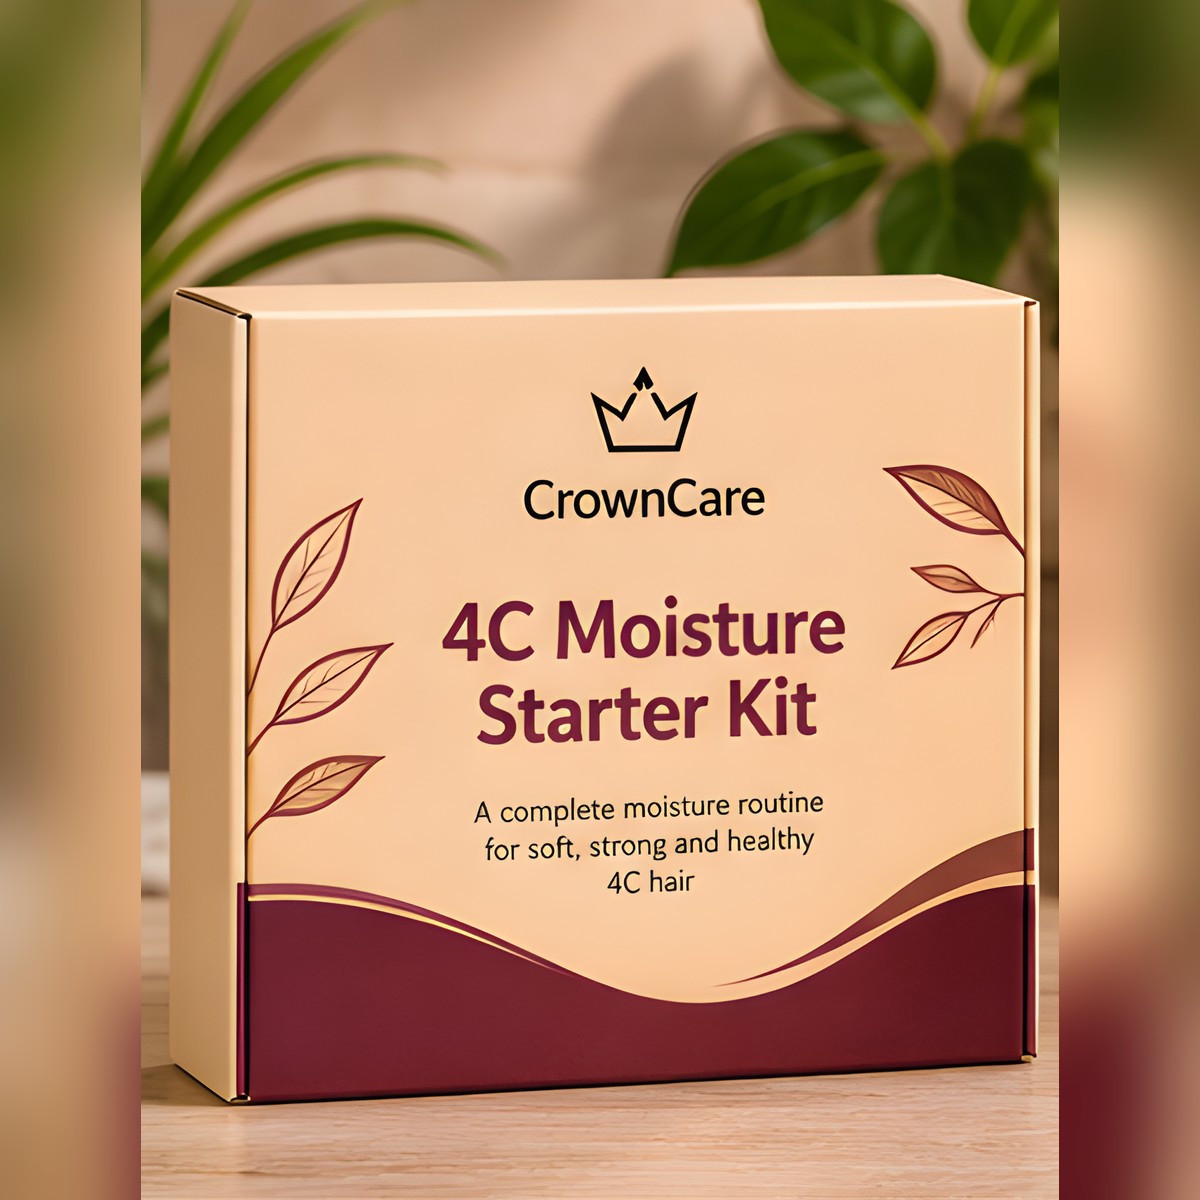 CrownCare
4C Moisture
Starter Kit
A complete moisture routine
for soft, strong and healthy
4C hair